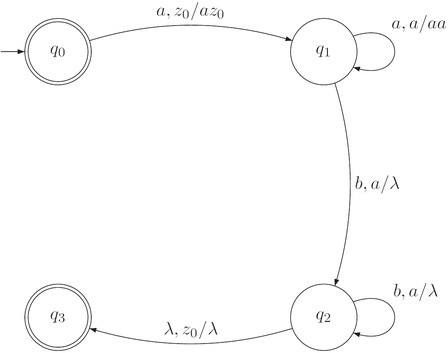 a, z₀/az₀
a, a/aa
q₀
q₁
b, a/λ
b, a/λ
q₃
q₂
λ, z₀/λ